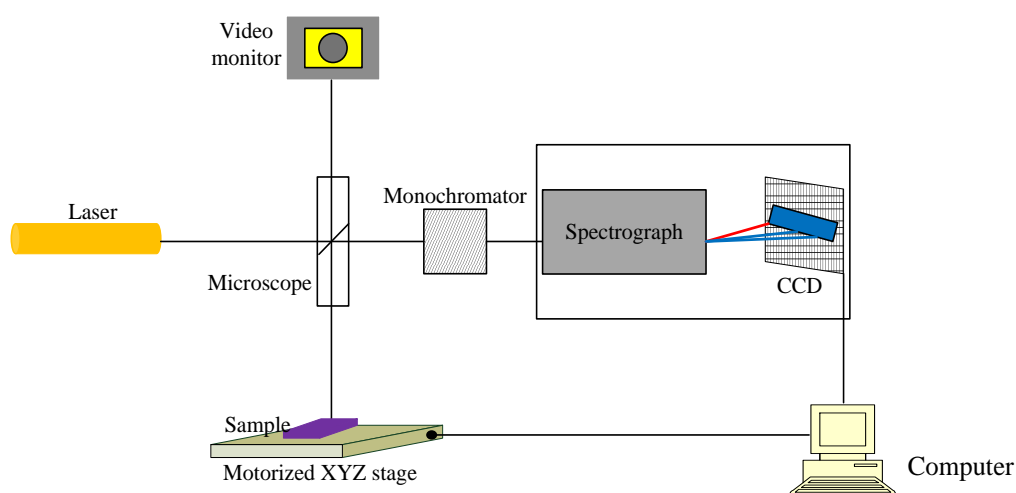 Video
monitor
Laser
Monochromator
Spectrograph
Microscope
CCD
Sample
Motorized XYZ stage
Computer